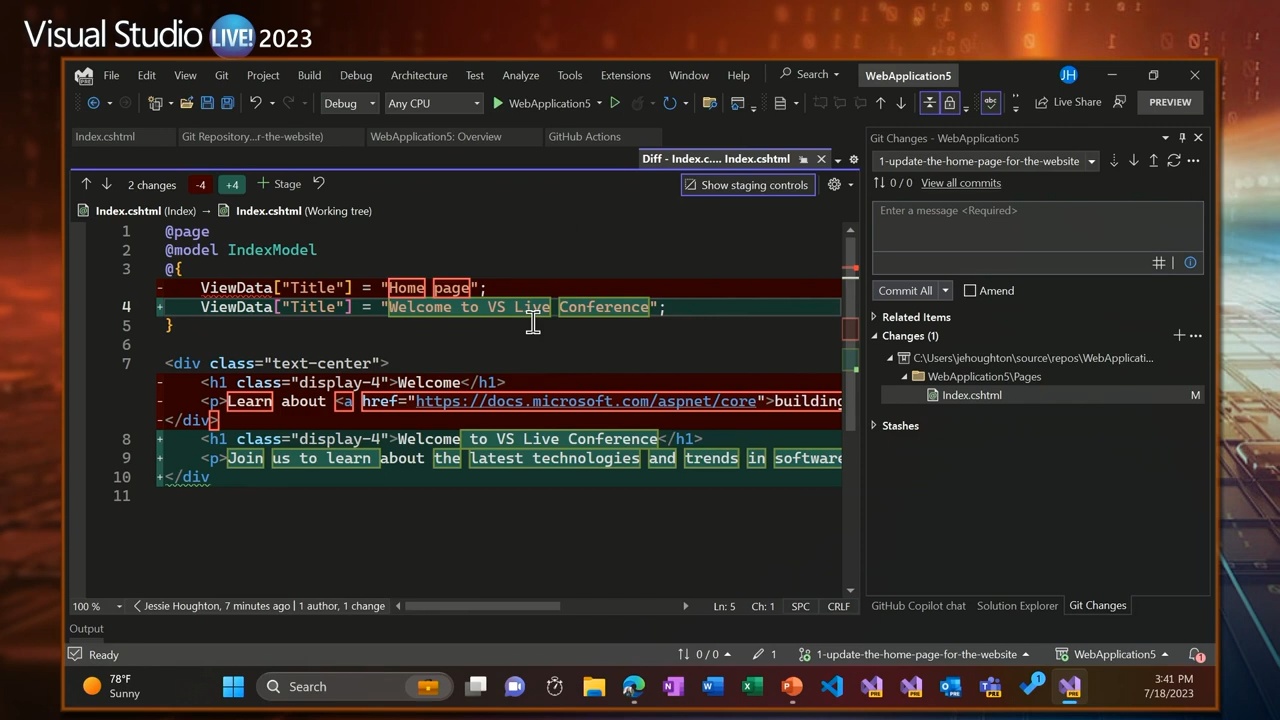 Visual Studio LIVE! 2023
File Edit View Git Project Build Debug Architecture Test Analyze Tools Extensions Window Help Search WebApplication5 JH
Debug Any CPU WebApplication5 Live Share PREVIEW
Index.cshtml Git Repository...r-the-website) WebApplication5: Overview GitHub Actions
Diff - Index.c.... Index.cshtml
2 changes -4 +4 Stage Show staging controls
Index.cshtml (Index) → Index.cshtml (Working tree)
1 @page
2 @model IndexModel
3 @{
- ViewData["Title"] = "Home page";
4 + ViewData["Title"] = "Welcome to VS Live Conference";
5 }
6
7 <div class="text-center">
- <h1 class="display-4">Welcome</h1>
- <p>Learn about <a href="https://docs.microsoft.com/aspnet/core">building
-</div>
8 + <h1 class="display-4">Welcome to VS Live Conference</h1>
9 + <p>Join us to learn about the latest technologies and trends in software
10 +</div
11
100 % Jessie Houghton, 7 minutes ago | 1 author, 1 change Ln: 5 Ch: 1 SPC CRLF
Output
Git Changes - WebApplication5
1-update-the-home-page-for-the-website
0 / 0 View all commits
Enter a message <Required>
Commit All Amend
Related Items
Changes (1)
C:\Users\jehoughton\source\repos\WebApplicati...
WebApplication5\Pages
Index.cshtml M
Stashes
GitHub Copilot chat Solution Explorer Git Changes
Ready 0 / 0 1 1-update-the-home-page-for-the-website WebApplication5 1
78°F
Sunny
Search
3:41 PM
7/18/2023